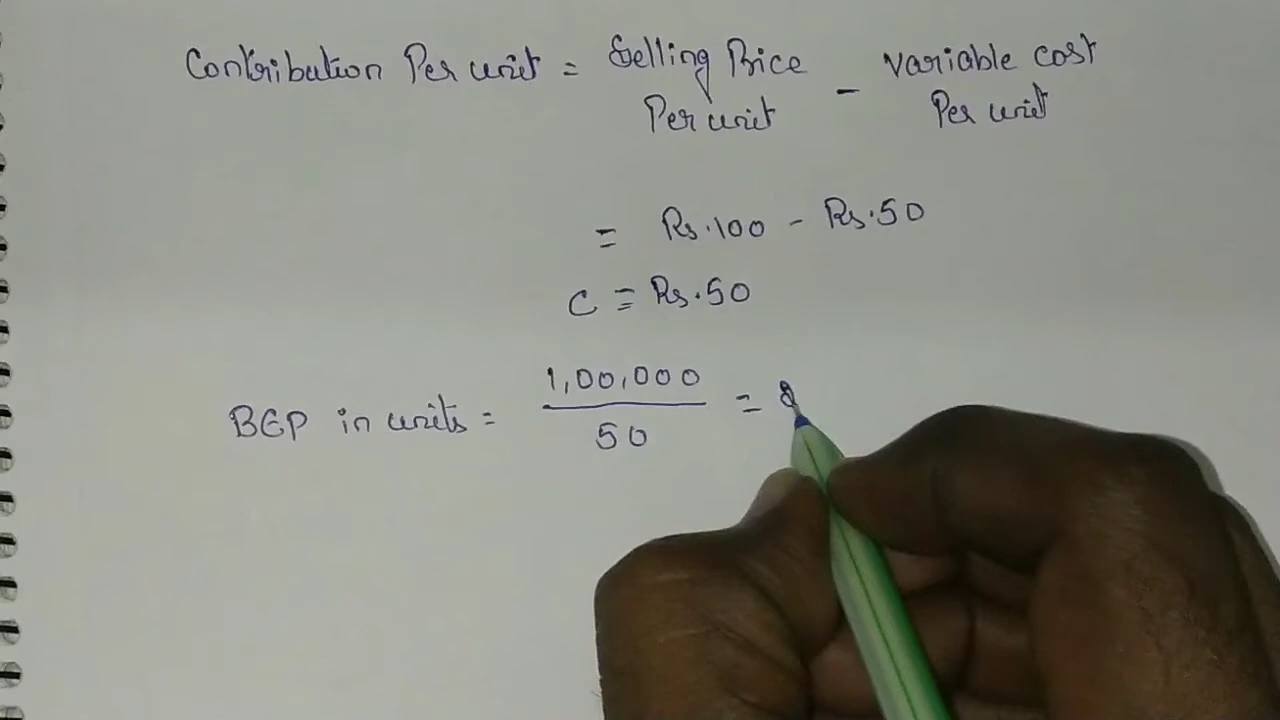 Contribution Per unit = Selling Price Per unit - variable cost Per unit
= Rs.100 - Rs.50
C = Rs.50
BEP in units = 1,00,000 / 50 =